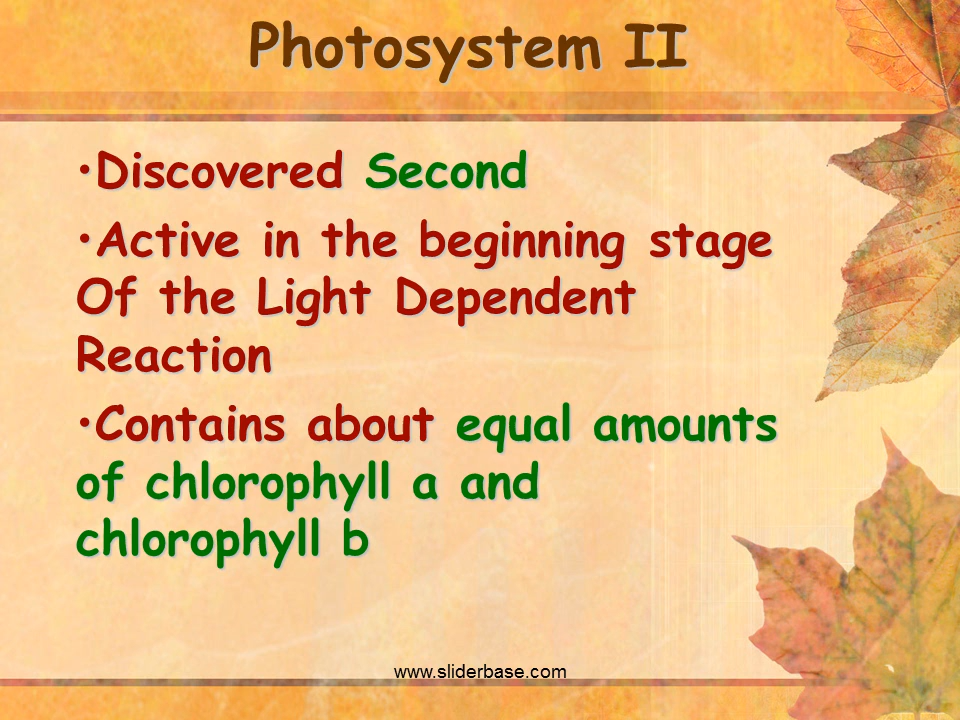 Photosystem II
•Discovered Second
•Active in the beginning stage
Of the Light Dependent
Reaction
•Contains about equal amounts
of chlorophyll a and
chlorophyll b
www.sliderbase.com